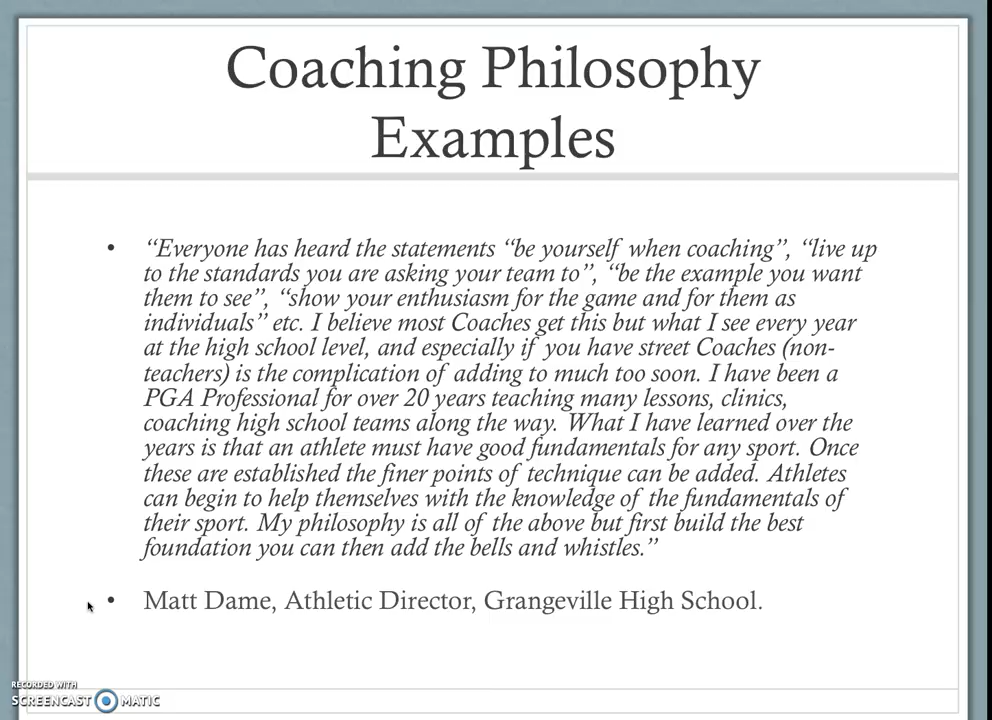 Coaching Philosophy
Examples
• “Everyone has heard the statements “be yourself when coaching”, “live up
to the standards you are asking your team to”, “be the example you want
them to see”, “show your enthusiasm for the game and for them as
individuals” etc. I believe most Coaches get this but what I see every year
at the high school level, and especially if you have street Coaches (non-
teachers) is the complication of adding to much too soon. I have been a
PGA Professional for over 20 years teaching many lessons, clinics,
coaching high school teams along the way. What I have learned over the
years is that an athlete must have good fundamentals for any sport. Once
these are established the finer points of technique can be added. Athletes
can begin to help themselves with the knowledge of the fundamentals of
their sport. My philosophy is all of the above but first build the best
foundation you can then add the bells and whistles.”
• Matt Dame, Athletic Director, Grangeville High School.
RECORDED WITH
SCREENCAST MATIC